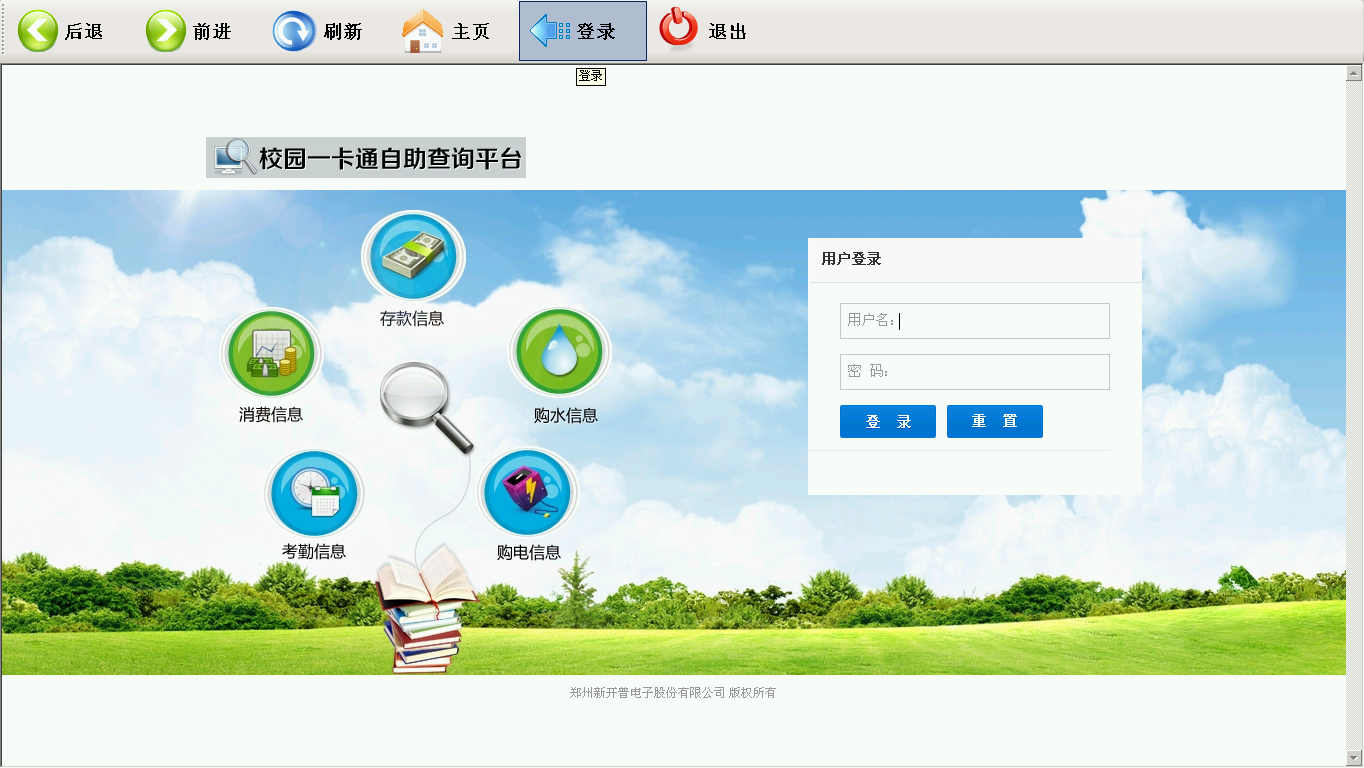 后退 前进 刷新 主页 登录 退出
登录
校园一卡通自助查询平台
存款信息
消费信息
购水信息
考勤信息
购电信息
用户登录
用户名：
密 码：
登 录 重 置
郑州新开普电子股份有限公司 版权所有